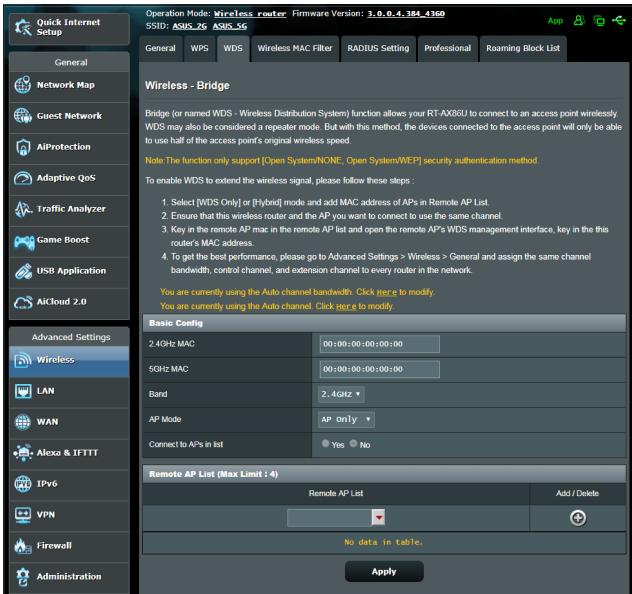 Quick Internet Setup
Operation Mode: Wireless router Firmware Version: 3.0.0.4.384_4360
SSID: ASUS_2G ASUS_5G
App
General
WPS
WDS
Wireless MAC Filter
RADIUS Setting
Professional
Roaming Block List
General
Network Map
Guest Network
AiProtection
Adaptive QoS
Traffic Analyzer
Game Boost
USB Application
AiCloud 2.0
Advanced Settings
Wireless
LAN
WAN
Alexa & IFTTT
IPv6
VPN
Firewall
Administration
Wireless - Bridge
Bridge (or named WDS - Wireless Distribution System) function allows your RT-AX86U to connect to an access point wirelessly.
WDS may also be considered a repeater mode. But with this method, the devices connected to the access point will only be able
to use half of the access point's original wireless speed.
Note:The function only support [Open System/NONE, Open System/WEP] security authentication method.
To enable WDS to extend the wireless signal, please follow these steps :
1. Select [WDS Only] or [Hybrid] mode and add MAC address of APs in Remote AP List.
2. Ensure that this wireless router and the AP you want to connect to use the same channel.
3. Key in the remote AP mac in the remote AP list and open the remote AP's WDS management interface, key in the this
router's MAC address.
4. To get the best performance, please go to Advanced Settings > Wireless > General and assign the same channel
bandwidth, control channel, and extension channel to every router in the network.
You are currently using the Auto channel bandwidth. Click Here to modify.
You are currently using the Auto channel. Click Here to modify.
Basic Config
2.4GHz MAC
00:00:00:00:00:00
5GHz MAC
00:00:00:00:00:00
Band
2.4GHz
AP Mode
AP Only
Connect to APs in list
Yes No
Remote AP List (Max Limit : 4)
Remote AP List
Add / Delete
No data in table.
Apply